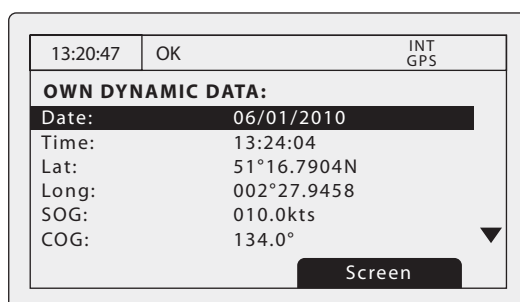 13:20:47 OK INT
GPS
OWN DYNAMIC DATA:
Date: 06/01/2010
Time: 13:24:04
Lat: 51°16.7904N
Long: 002°27.9458
SOG: 010.0kts
COG: 134.0°
Screen